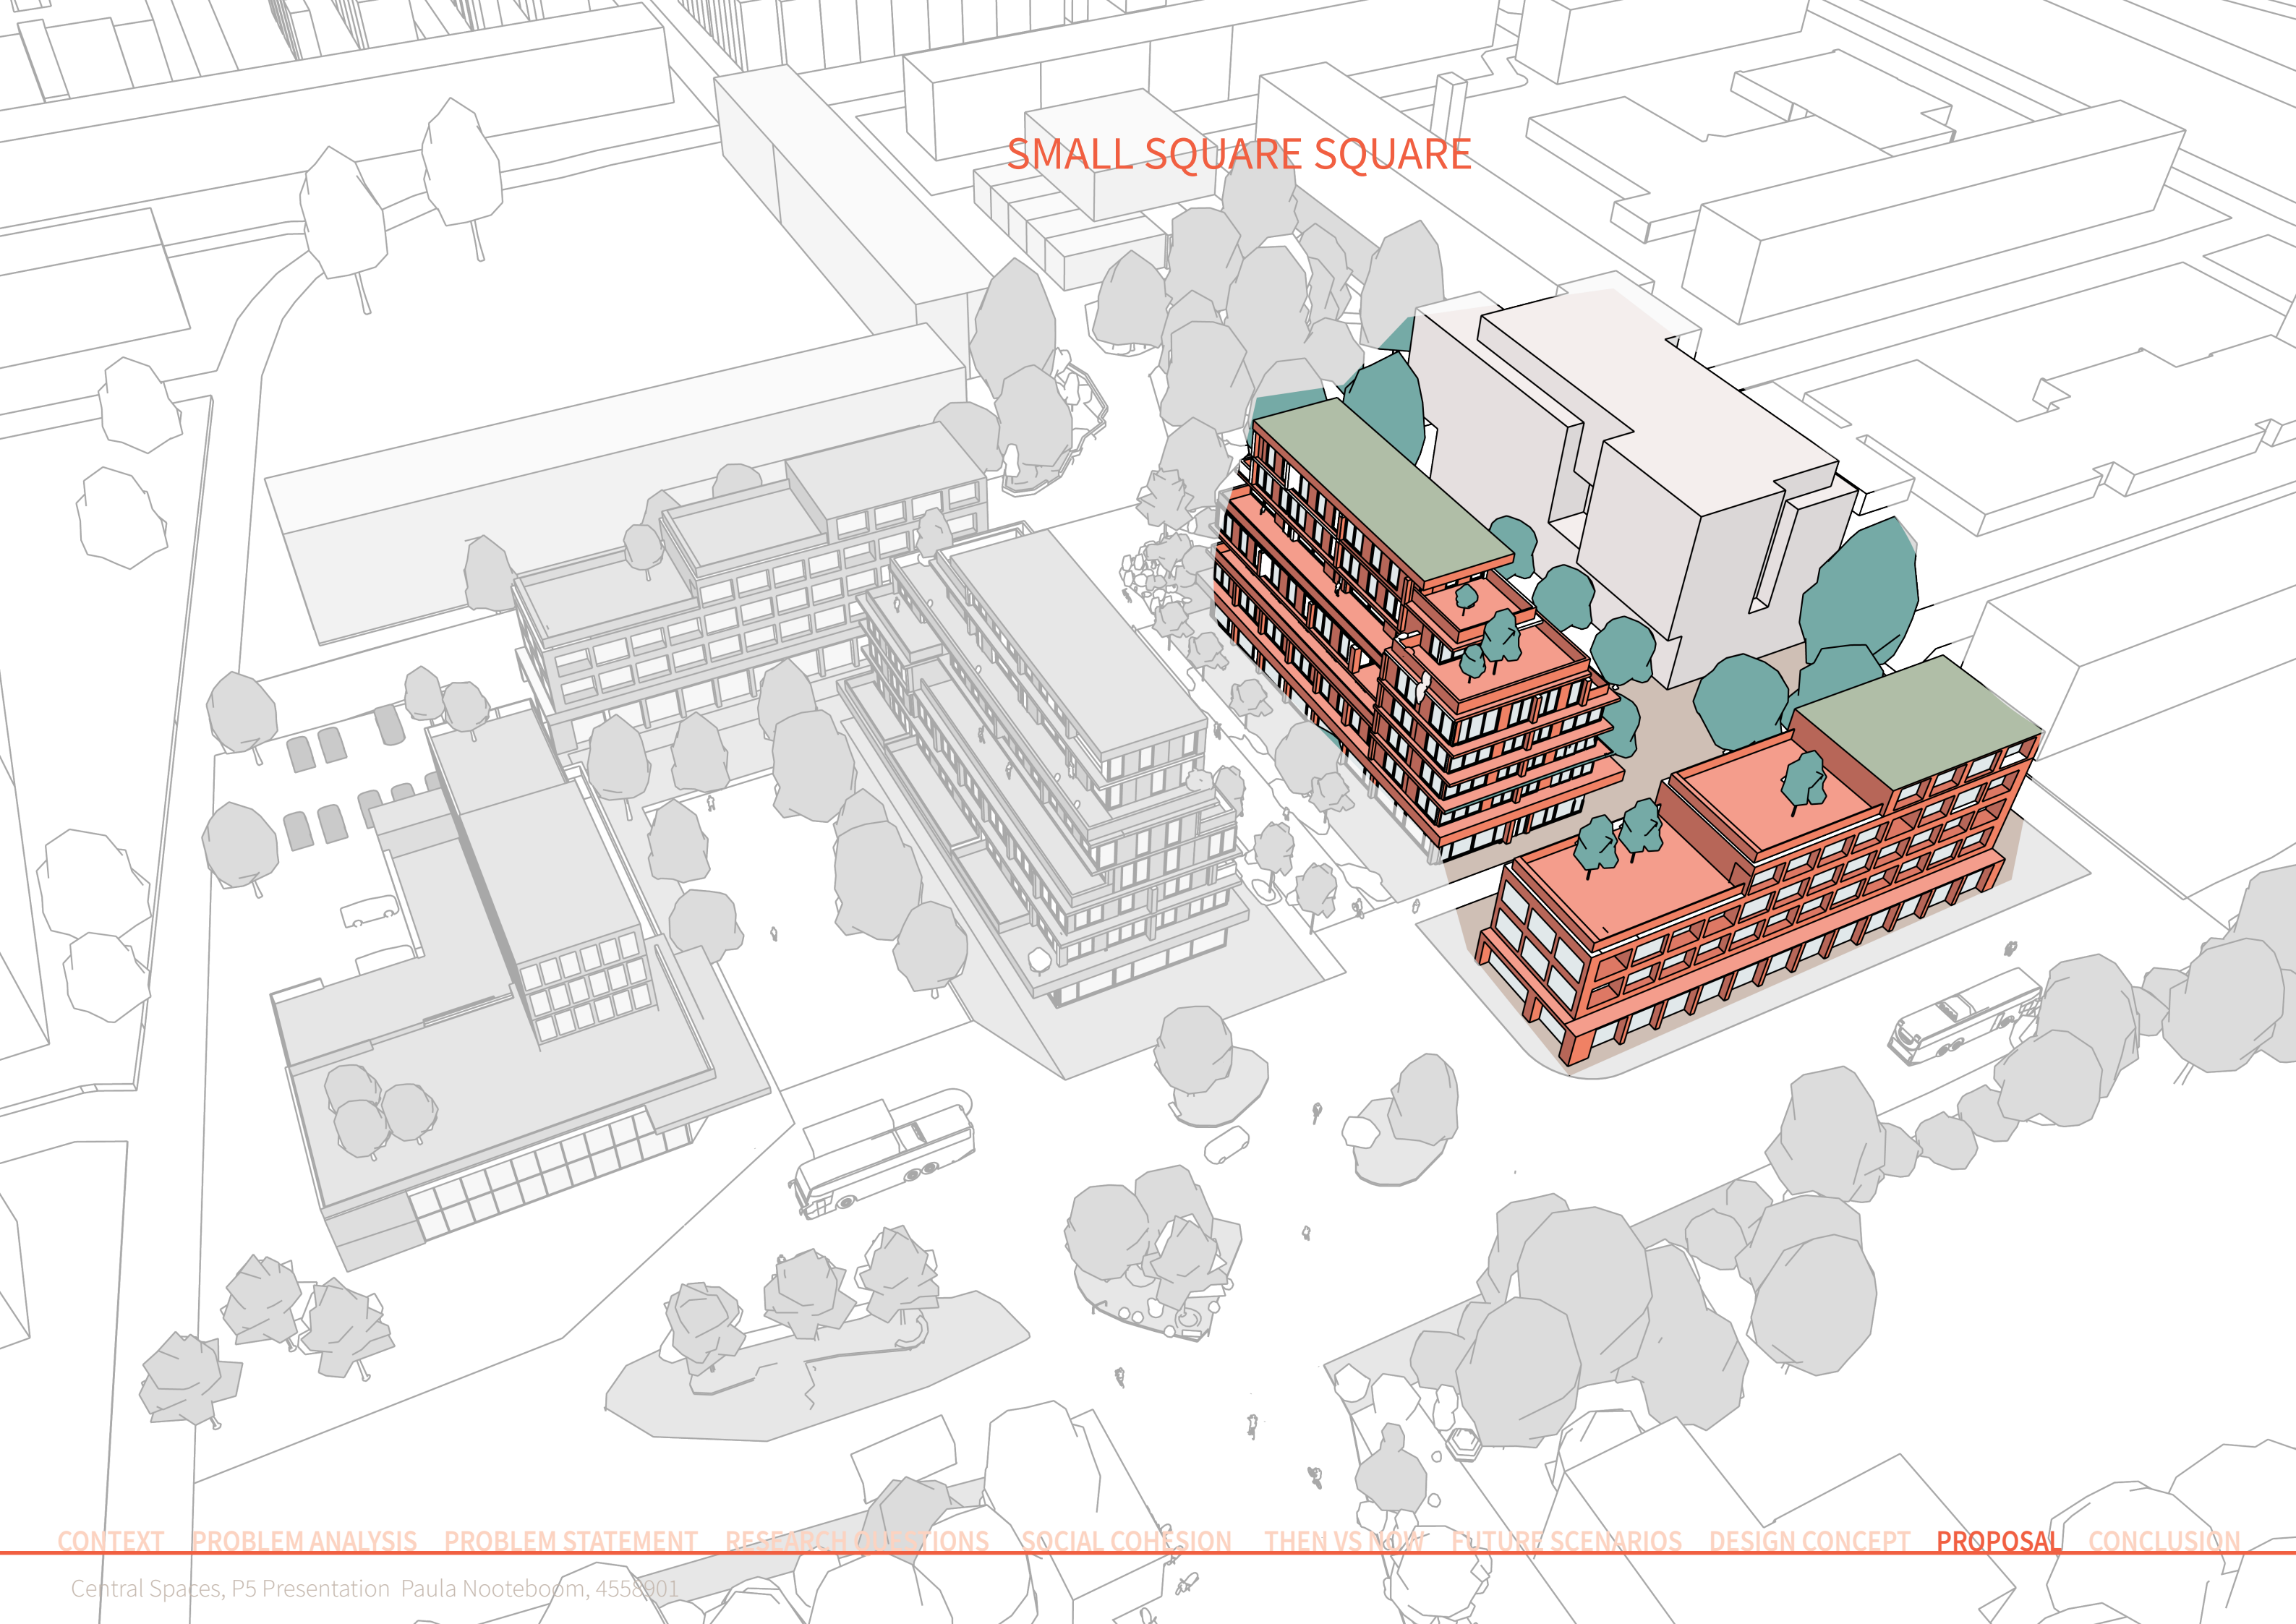 SMALL SQUARE SQUARE
CONTEXT PROBLEM ANALYSIS PROBLEM STATEMENT RESEARCH QUESTIONS SOCIAL COHESION THEN VS NOW FUTURE SCENARIOS DESIGN CONCEPT PROPOSAL CONCLUSION
Central Spaces, P5 Presentation Paula Nooteboom, 4558901